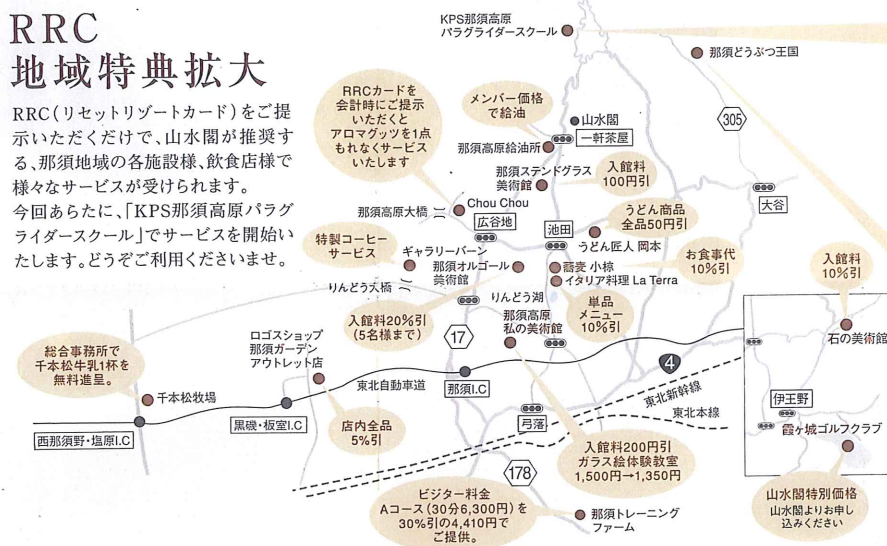 RRC
地域特典拡大
RRC(リセットリゾートカード)をご提
示いただくだけで、山水閣が推奨す
る、那須地域の各施設様、飲食店様で
様々なサービスが受けられます。
今回あらたに、「KPS那須高原パラグ
ライダースクール」でサービスを開始い
たします。どうぞご利用くださいませ。
KPS那須高原
パラグライダースクール
那須どうぶつ王国
305
RRCカードを
会計時にご提示
いただくと
アロマグッツを1点
もれなくサービス
いたします
メンバー価格
で給油
山水閣
一軒茶屋
那須高原給油所
那須ステンドグラス
美術館
入館料
100円引
大谷
那須高原大橋
Chou Chou
広谷地
池田
うどん商品
全品50円引
うどん匠人 岡本
特製コーヒー
サービス
ギャラリーバーン
那須オルゴール
美術館
蕎麦 小椋
イタリア料理 La Terra
お食事代
10%引
入館料
10%引
りんどう大橋
りんどう湖
単品
メニュー
10%引
入館料20%引
(5名様まで)
那須高原
私の美術館
17
石の美術館
総合事務所で
千本松牛乳1杯を
無料進呈。
ロゴスショップ
那須ガーデン
アウトレット店
4
千本松牧場
東北自動車道
那須I.C
東北新幹線
東北本線
伊王野
西那須野・塩原I.C
黒磯・板室I.C
店内全品
5%引
弓落
霞ヶ城ゴルフクラブ
入館料200円引
ガラス絵体験教室
1,500円→1,350円
178
ビジター料金
Aコース(30分6,300円)を
30%引の4,410円で
ご提供。
那須トレーニング
ファーム
山水閣特別価格
山水閣よりお申し
込みください